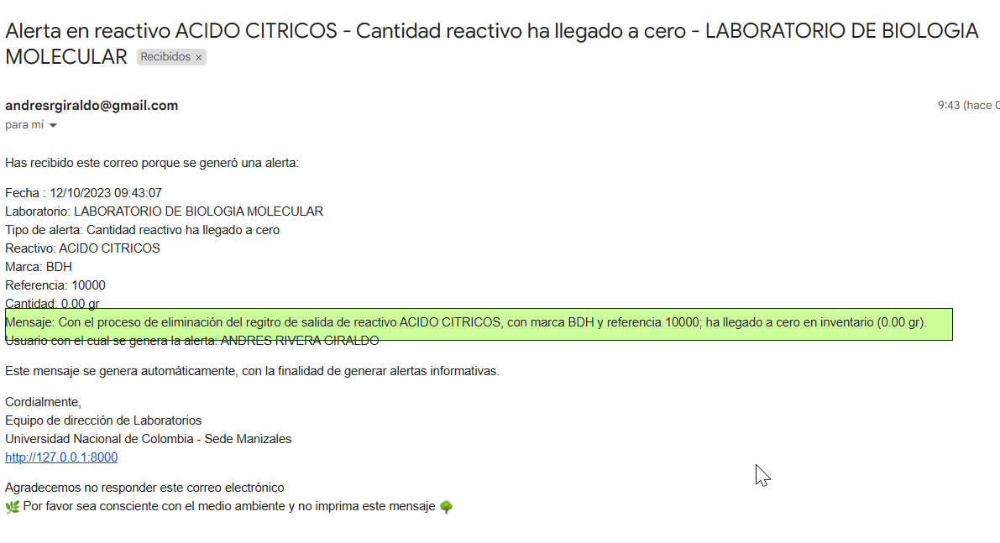 Alerta en reactivo ACIDO CITRICOS - Cantidad reactivo ha llegado a cero - LABORATORIO DE BIOLOGIA
MOLECULAR Recibidos ×
andresrgiraldo@gmail.com 9:43 (hace 0
para mí
Has recibido este correo porque se generó una alerta:
Fecha : 12/10/2023 09:43:07
Laboratorio: LABORATORIO DE BIOLOGIA MOLECULAR
Tipo de alerta: Cantidad reactivo ha llegado a cero
Reactivo: ACIDO CITRICOS
Marca: BDH
Referencia: 10000
Cantidad: 0.00 gr
Mensaje: Con el proceso de eliminación del regitro de salida de reactivo ACIDO CITRICOS, con marca BDH y referencia 10000; ha llegado a cero en inventario (0.00 gr).
Usuario con el cual se genera la alerta: ANDRES RIVERA GIRALDO
Este mensaje se genera automáticamente, con la finalidad de generar alertas informativas.
Cordialmente,
Equipo de dirección de Laboratorios
Universidad Nacional de Colombia - Sede Manizales
http://127.0.0.1:8000
Agradecemos no responder este correo electrónico
🌿 Por favor sea consciente con el medio ambiente y no imprima este mensaje 🌳